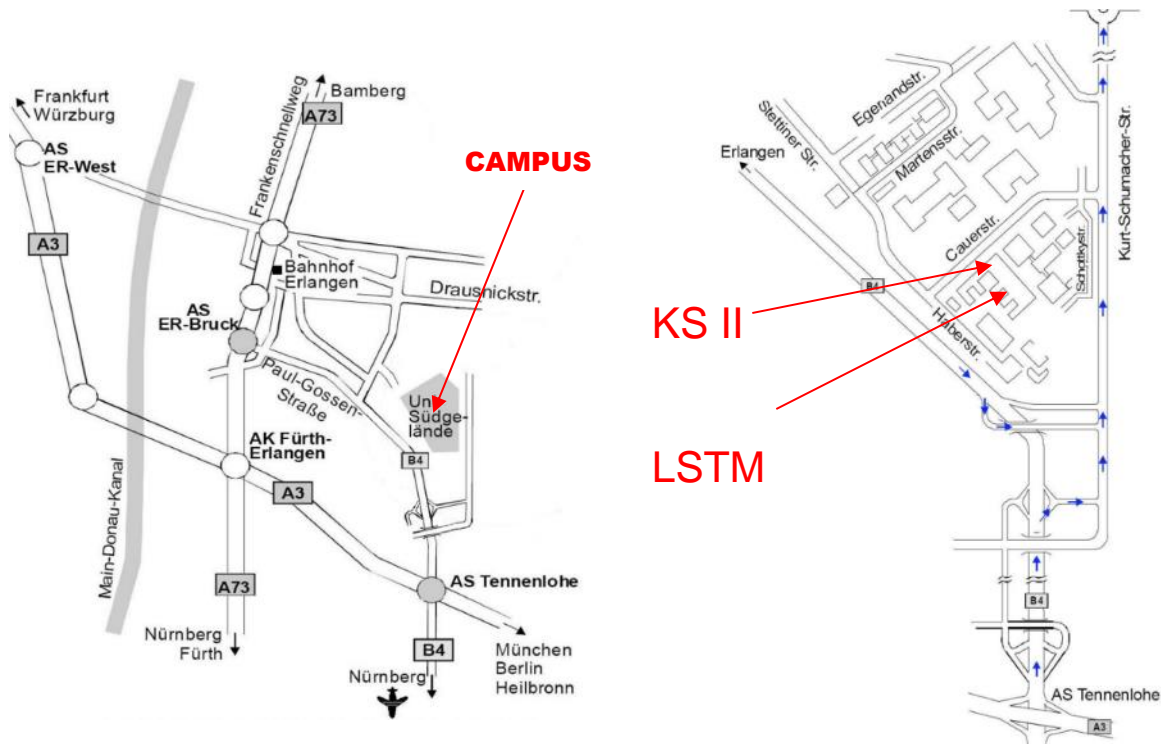 Frankfurt
Würzburg
AS
ER-West
A3
Frankenschnellweg
Bamberg
A73
CAMPUS
Bahnhof
Erlangen
Drausnickstr.
AS
ER-Bruck
Paul-Gossen-
Straße
Uni
Südge-
lände
B4
AK Fürth-
Erlangen
A3
Main-Donau-Kanal
A73
AS Tennenlohe
Nürnberg
Fürth
B4
Nürnberg
München
Berlin
Heilbronn
Egenandstr.
Stettiner Str.
Martensstr.
Erlangen
Kurt-Schumacher-Str.
Cauerstr.
Schottkystr.
B4
KS II
Haberstr.
LSTM
B4
AS Tennenlohe
A3